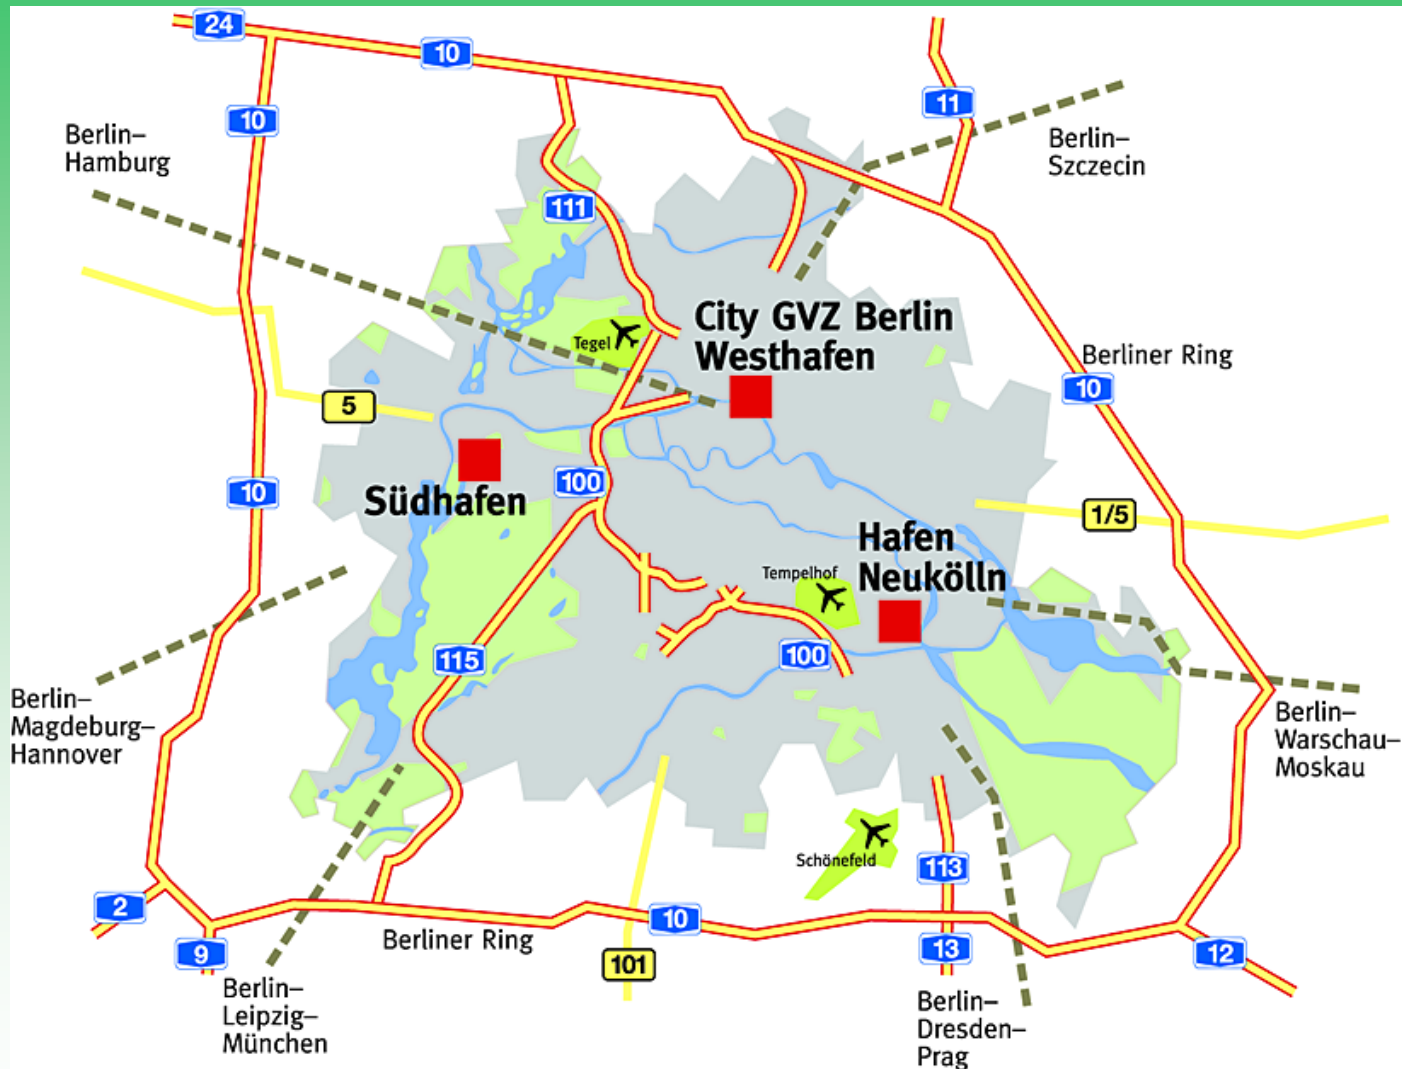 24
10
11
10
Berlin–
Hamburg
Berlin–
Szczecin
111
City GVZ Berlin
Westhafen
Tegel
Berliner Ring
10
5
100
10
Südhafen
1/5
Hafen
Neukölln
Tempelhof
115
100
Berlin–
Magdeburg–
Hannover
Berlin–
Warschau–
Moskau
Schönefeld
113
2
10
Berliner Ring
9
101
13
12
Berlin–
Leipzig–
München
Berlin–
Dresden–
Prag